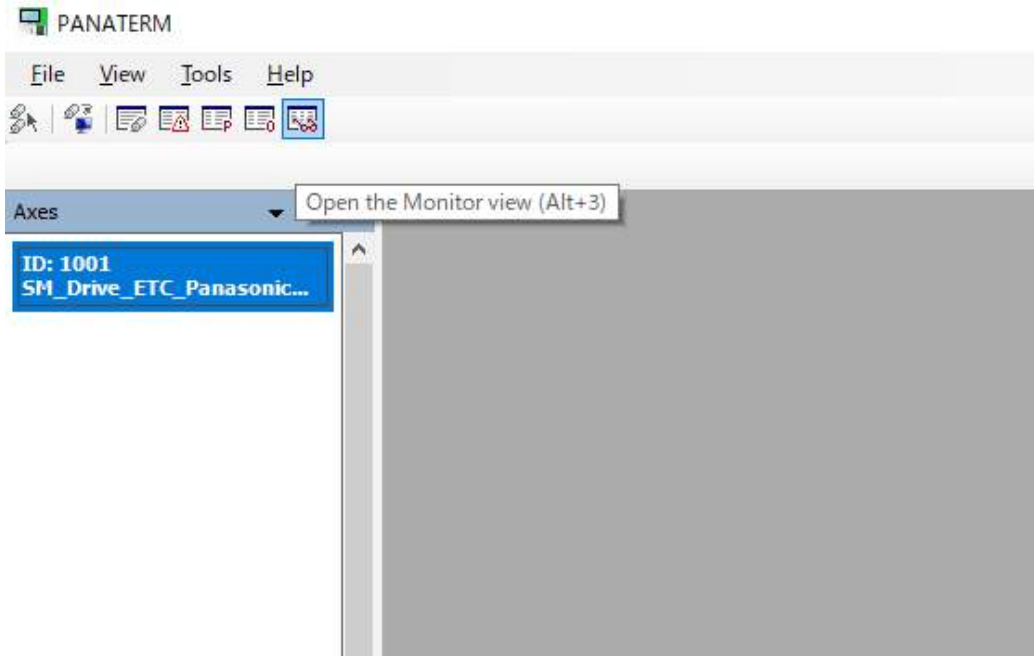 PANATERM
File View Tools Help
Open the Monitor view (Alt+3)
Axes
ID: 1001
SM_Drive_ETC_Panasonic...